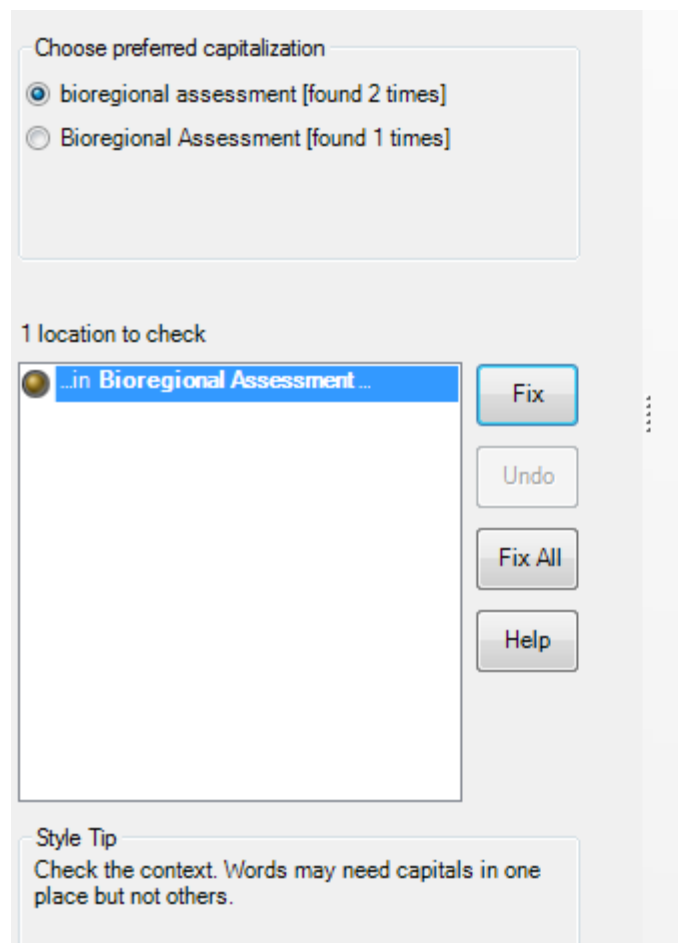 Choose preferred capitalization
bioregional assessment [found 2 times]
Bioregional Assessment [found 1 times]
1 location to check
...in Bioregional Assessment...
Fix
Undo
Fix All
Help
Style Tip
Check the context. Words may need capitals in one
place but not others.